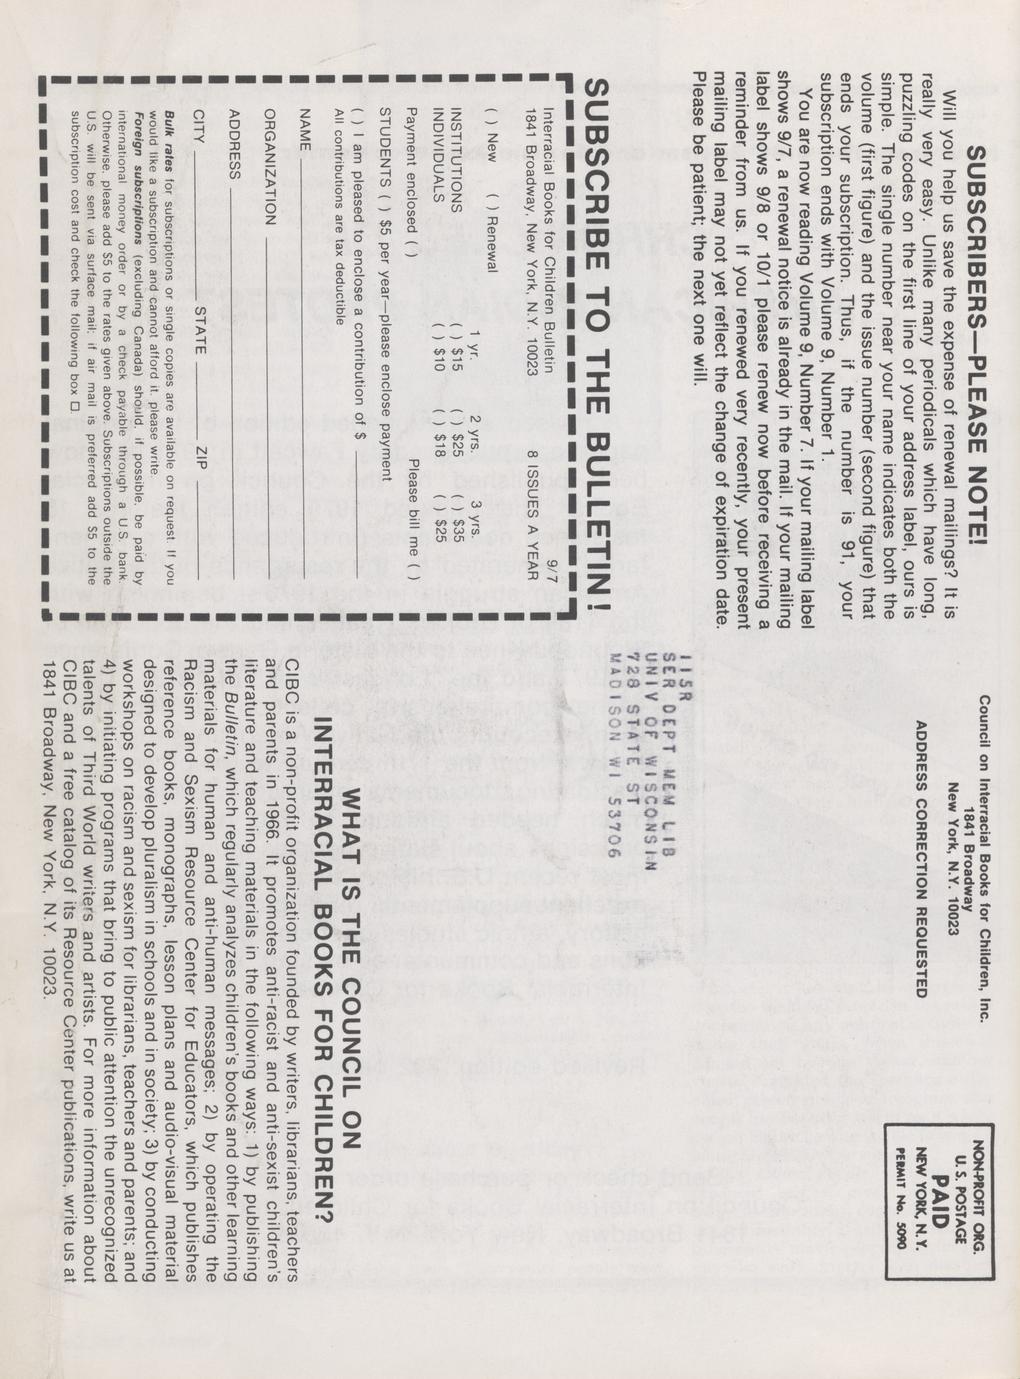 SUBSCRIBERS—PLEASE NOTE!
Will you help us save the expense of renewal mailings? It is
really very easy. Unlike many periodicals which have long,
puzzling codes on the first line of your address label, ours is
simple. The single number near your name indicates both the
volume (first figure) and the issue number (second figure) that
ends your subscription. Thus, if the number is 91, your
subscription ends with Volume 9, Number 1.
You are now reading Volume 9, Number 7. If your mailing label
shows 9/7, a renewal notice is already in the mail. If your mailing
label shows 9/8 or 10/1 please renew now before receiving a
reminder from us. If you renewed very recently, your present
mailing label may not yet reflect the change of expiration date.
Please be patient; the next one will.
SUBSCRIBE TO THE BULLETIN!
9/7
Interracial Books for Children Bulletin
1841 Broadway, New York, N.Y. 10023 8 ISSUES A YEAR
( ) New ( ) Renewal
1 yr. 2 yrs. 3 yrs.
INSTITUTIONS ( ) $15 ( ) $25 ( ) $35
INDIVIDUALS ( ) $10 ( ) $18 ( ) $25
Payment enclosed ( ) Please bill me ( )
STUDENTS ( ) $5 per year—please enclose payment
( ) I am pleased to enclose a contribution of $
All contributions are tax deductible
NAME
ORGANIZATION
ADDRESS
CITY STATE ZIP
Bulk rates for subscriptions or single copies are available on request. If you
would like a subscription and cannot afford it, please write.
Foreign subscriptions (excluding Canada) should, if possible, be paid by
international money order or by a check payable through a U.S. bank.
Otherwise, please add $5 to the rates given above. Subscriptions outside the
U.S. will be sent via surface mail; if air mail is preferred add $5 to the
subscription cost and check the following box □.
Council on Interracial Books for Children, Inc.
1841 Broadway
New York, N.Y. 10023
ADDRESS CORRECTION REQUESTED
NON-PROFIT ORG.
U.S. POSTAGE
PAID
NEW YORK, N.Y.
PERMIT No. 5090
IISR
SER DEPT MEM LIB
UNIV OF WISCONSIN
728 STATE ST
MADISON WI 53706
WHAT IS THE COUNCIL ON
INTERRACIAL BOOKS FOR CHILDREN?
CIBC is a non-profit organization founded by writers, librarians, teachers
and parents in 1966. It promotes anti-racist and anti-sexist children's
literature and teaching materials in the following ways: 1) by publishing
the Bulletin, which regularly analyzes children's books and other learning
materials for human and anti-human messages; 2) by operating the
Racism and Sexism Resource Center for Educators, which publishes
reference books, monographs, lesson plans and audio-visual material
designed to develop pluralism in schools and in society; 3) by conducting
workshops on racism and sexism for librarians, teachers and parents; and
4) by initiating programs that bring to public attention the unrecognized
talents of Third World writers and artists. For more information about
CIBC and a free catalog of its Resource Center publications, write us at
1841 Broadway, New York, N.Y. 10023.